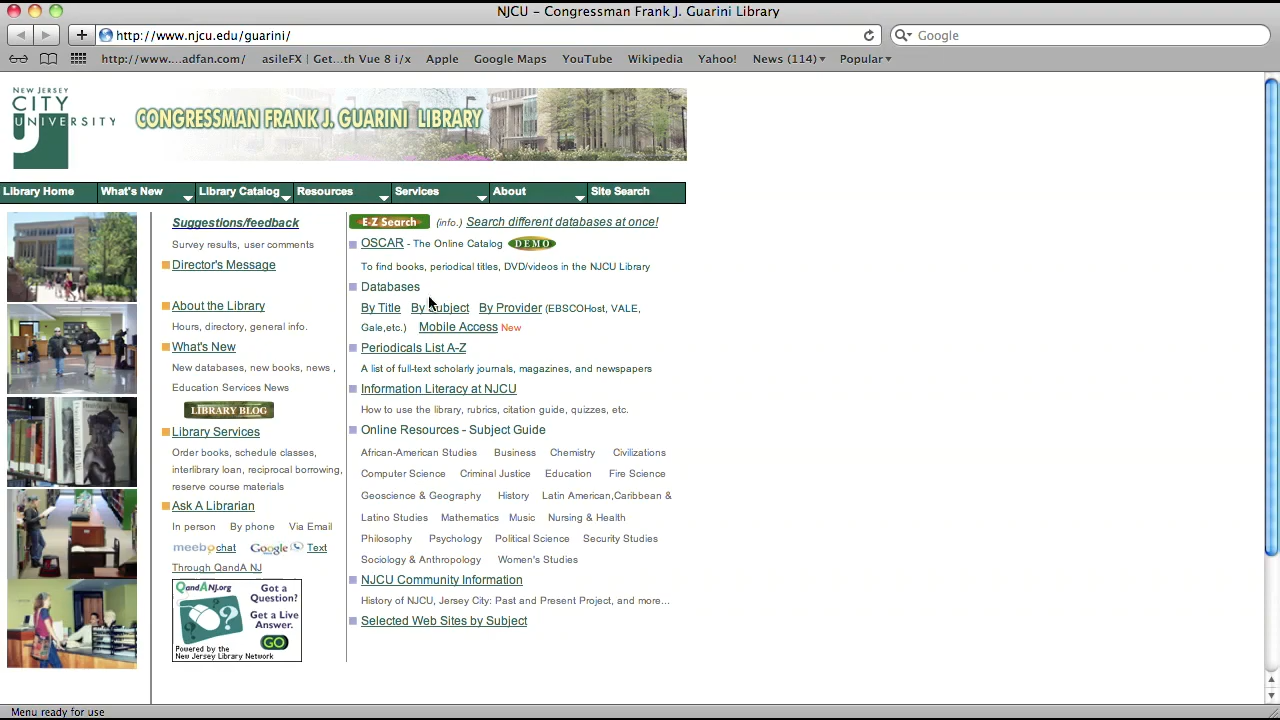 NJCU - Congressman Frank J. Guarini Library
http://www.njcu.edu/guarini/
Google
http://www....adfan.com/ asileFX | Get...th Vue 8 i/x Apple Google Maps YouTube Wikipedia Yahoo! News (114) Popular
NEW JERSEY
CITY
UNIVERSITY
CONGRESSMAN FRANK J. GUARINI LIBRARY
Library Home What's New Library Catalog Resources Services About Site Search
Suggestions/feedback
Survey results, user comments
Director's Message
About the Library
Hours, directory, general info.
What's New
New databases, new books, news ,
Education Services News
LIBRARY BLOG
Library Services
Order books, schedule classes,
interlibrary loan, reciprocal borrowing,
reserve course materials
Ask A Librarian
In person By phone Via Email
meebo chat Google Text
Through QandA NJ
QandANJ.org
Got a
Question?
Get a Live
Answer.
GO
Powered by the
New Jersey Library Network
E-Z Search (info.) Search different databases at once!
OSCAR - The Online Catalog DEMO
To find books, periodical titles, DVD/videos in the NJCU Library
Databases
By Title By Subject By Provider (EBSCOHost, VALE,
Gale,etc.) Mobile Access New
Periodicals List A-Z
A list of full-text scholarly journals, magazines, and newspapers
Information Literacy at NJCU
How to use the library, rubrics, citation guide, quizzes, etc.
Online Resources - Subject Guide
African-American Studies Business Chemistry Civilizations
Computer Science Criminal Justice Education Fire Science
Geoscience & Geography History Latin American,Caribbean &
Latino Studies Mathematics Music Nursing & Health
Philosophy Psychology Political Science Security Studies
Sociology & Anthropology Women's Studies
NJCU Community Information
History of NJCU, Jersey City: Past and Present Project, and more...
Selected Web Sites by Subject
Menu ready for use